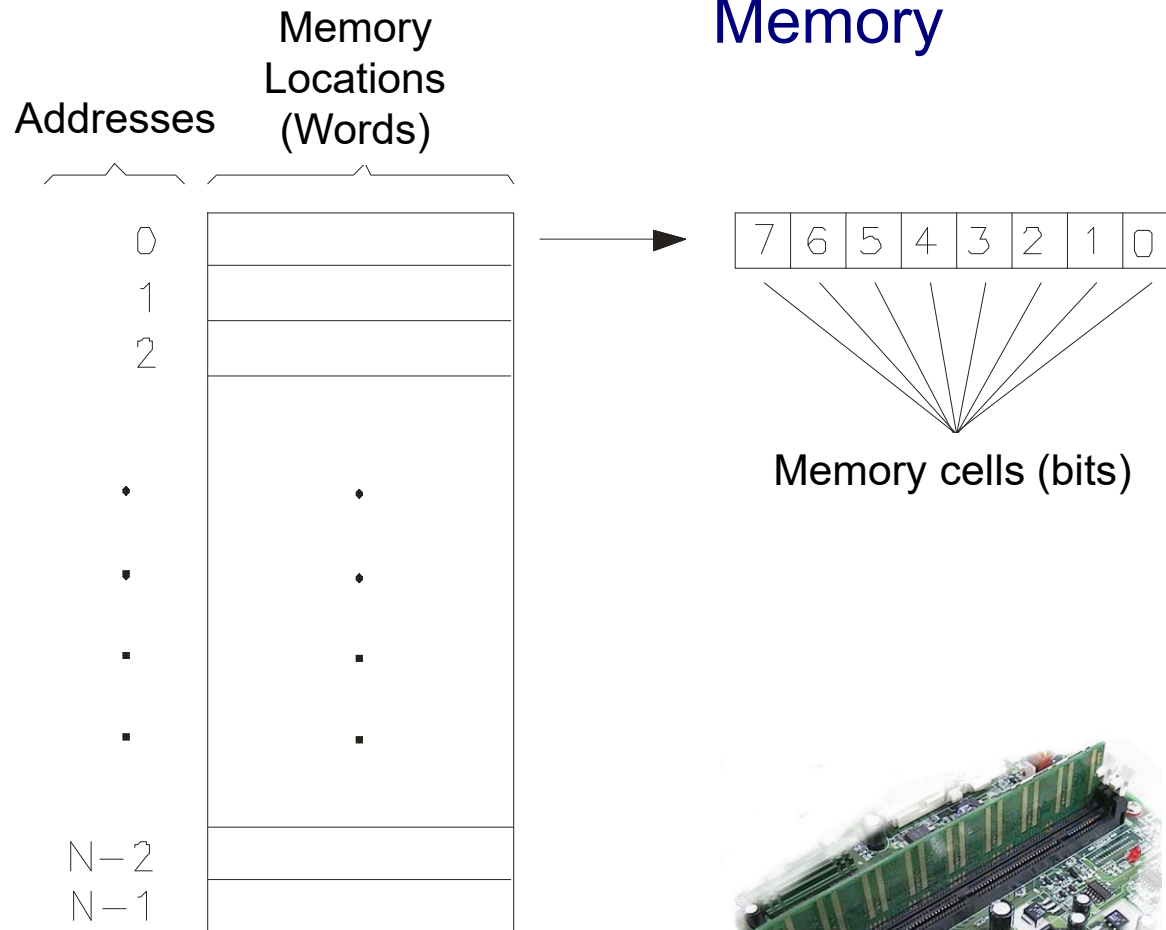 Memory
Memory
Locations
(Words)
Addresses
0
7 6 5 4 3 2 1 0
1
2
Memory cells (bits)
N-2
N-1